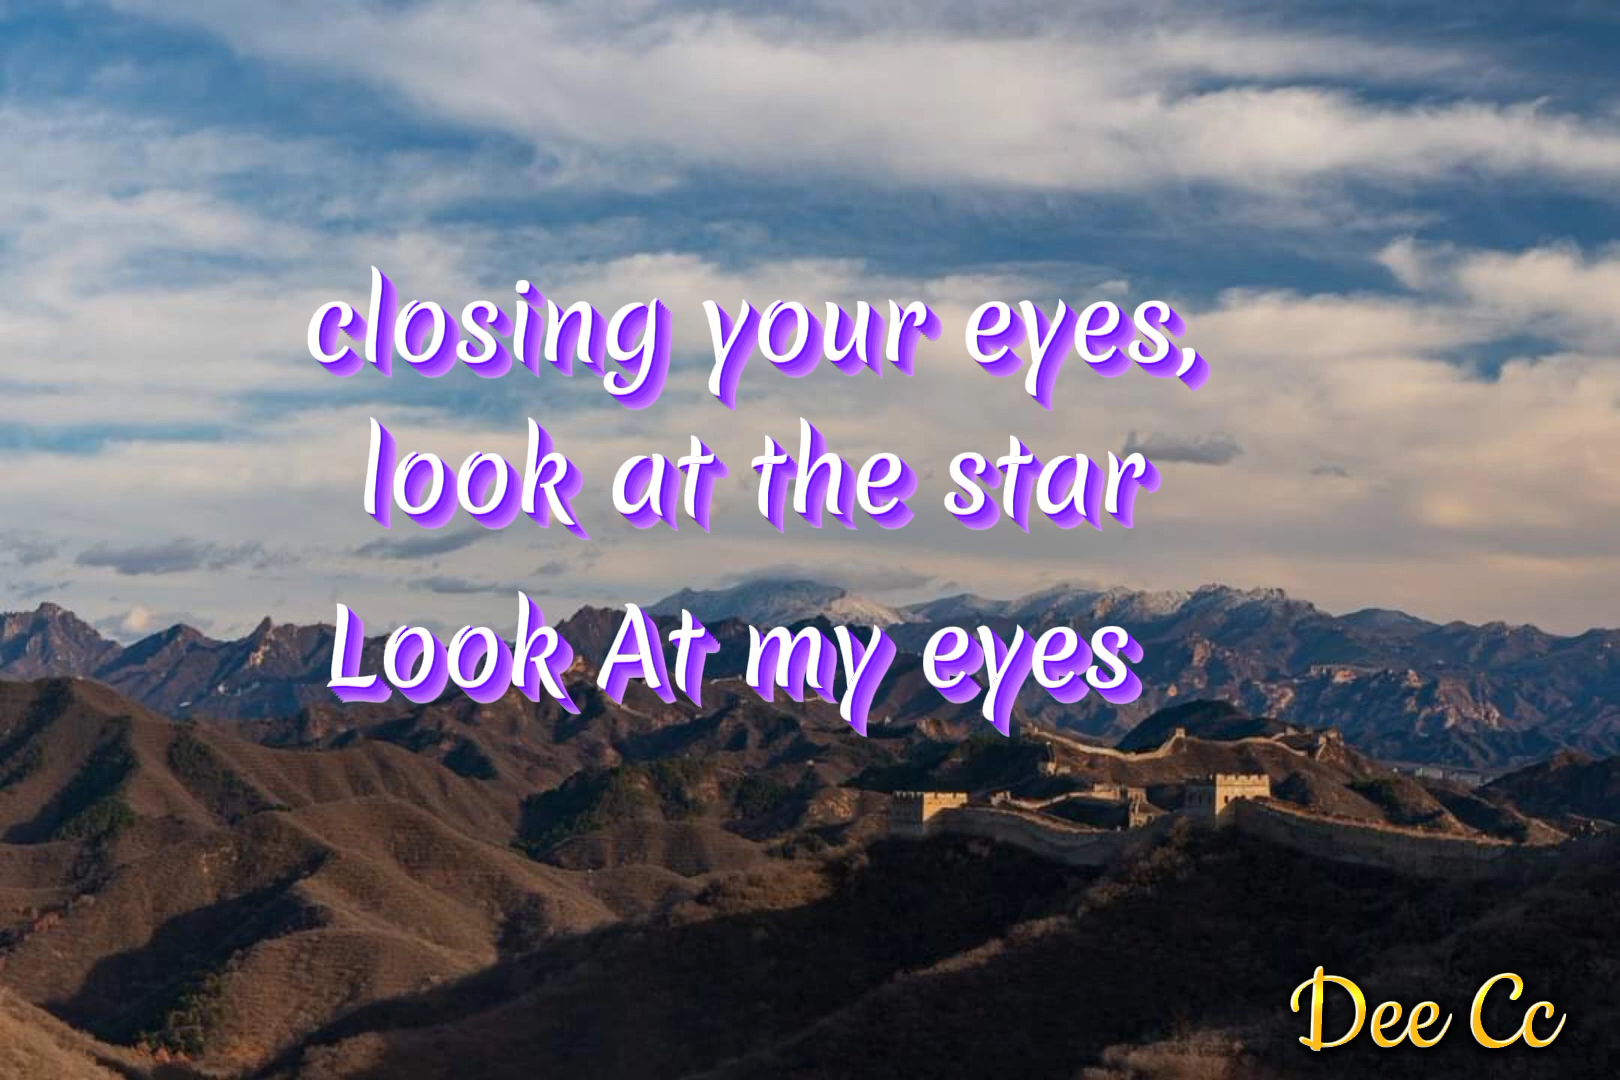 closing your eyes,
look at the star
Look At my eyes
Dee Cc